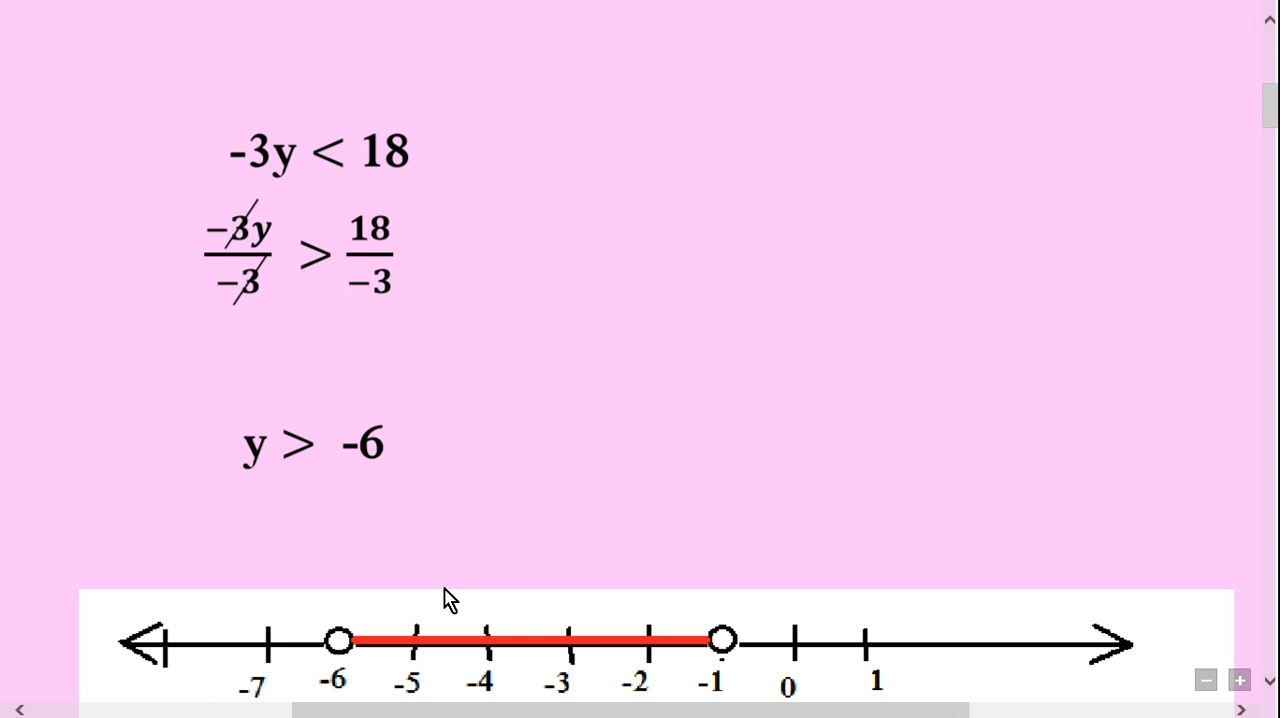 -3y < 18
−3y/−3 > 18/−3
y > -6
-7 -6 -5 -4 -3 -2 -1 0 1